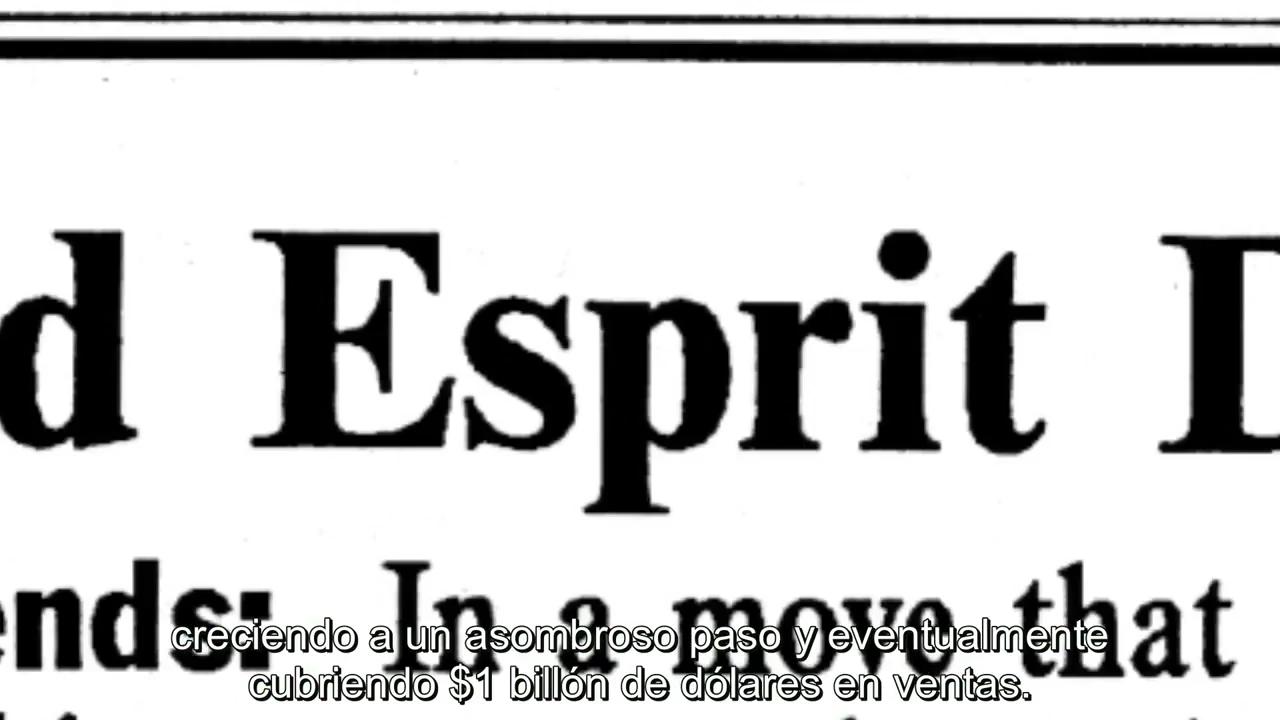 d Esprit D
ends: In a move that
creciendo a un asombroso paso y eventualmente
cubriendo $1 billón de dólares en ventas.